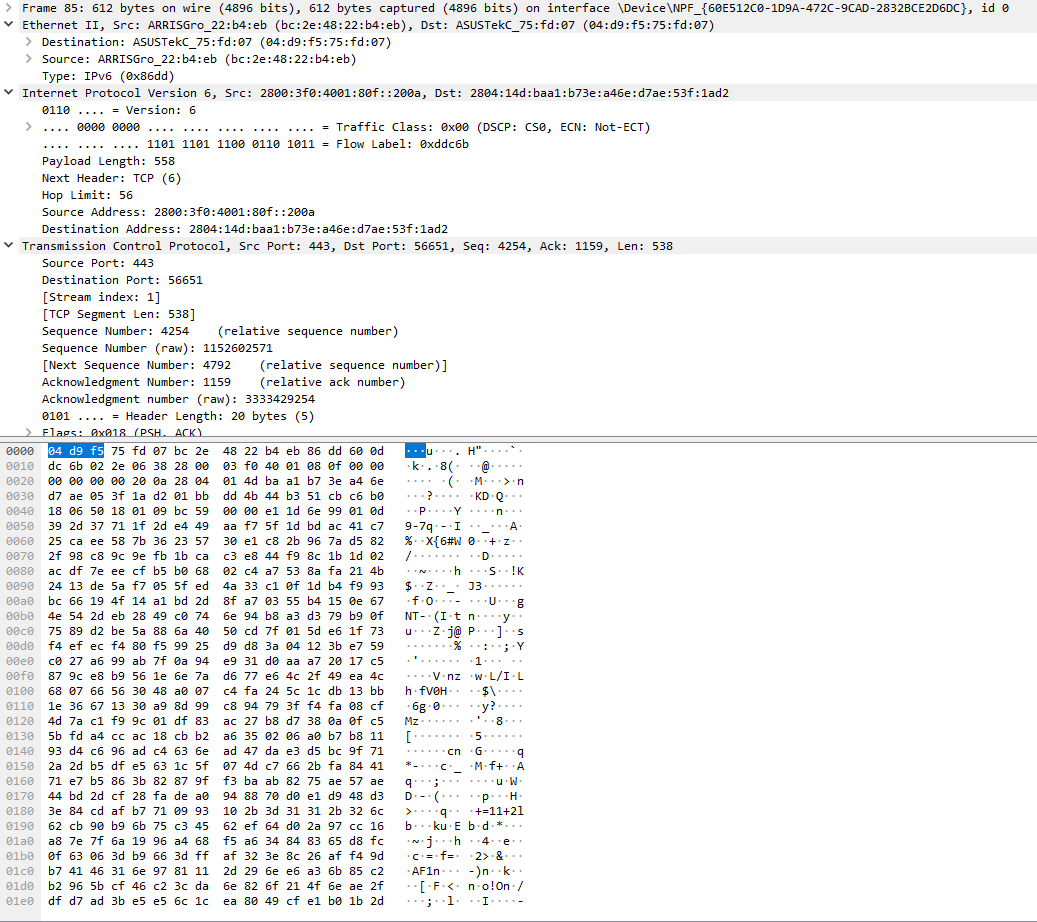 Frame 85: 612 bytes on wire (4896 bits), 612 bytes captured (4896 bits) on interface \Device\NPF_{60E512C0-1D9A-472C-9CAD-2832BCE2D6DC}, id 0
Ethernet II, Src: ARRISGro_22:b4:eb (bc:2e:48:22:b4:eb), Dst: ASUSTekC_75:fd:07 (04:d9:f5:75:fd:07)
Destination: ASUSTekC_75:fd:07 (04:d9:f5:75:fd:07)
Source: ARRISGro_22:b4:eb (bc:2e:48:22:b4:eb)
Type: IPv6 (0x86dd)
Internet Protocol Version 6, Src: 2800:3f0:4001:80f::200a, Dst: 2804:14d:baa1:b73e:a46e:d7ae:53f:1ad2
0110 .... = Version: 6
.... 0000 0000 .... .... .... .... .... = Traffic Class: 0x00 (DSCP: CS0, ECN: Not-ECT)
.... .... .... 1101 1101 1100 0110 1011 = Flow Label: 0xddc6b
Payload Length: 558
Next Header: TCP (6)
Hop Limit: 56
Source Address: 2800:3f0:4001:80f::200a
Destination Address: 2804:14d:baa1:b73e:a46e:d7ae:53f:1ad2
Transmission Control Protocol, Src Port: 443, Dst Port: 56651, Seq: 4254, Ack: 1159, Len: 538
Source Port: 443
Destination Port: 56651
[Stream index: 1]
[TCP Segment Len: 538]
Sequence Number: 4254    (relative sequence number)
Sequence Number (raw): 1152602571
[Next Sequence Number: 4792    (relative sequence number)]
Acknowledgment Number: 1159    (relative ack number)
Acknowledgment number (raw): 3333429254
0101 .... = Header Length: 20 bytes (5)
Flags: 0x018 (PSH, ACK)
0000 04 d9 f5 75 fd 07 bc 2e 48 22 b4 eb 86 dd 60 0d ···u···. H"····`·
0010 dc 6b 02 2e 06 38 28 00 03 f0 40 01 08 0f 00 00 ·k·.·8(· ··@·····
0020 00 00 00 00 20 0a 28 04 01 4d ba a1 b7 3e a4 6e ···· ·(· ·M···>·n
0030 d7 ae 05 3f 1a d2 01 bb dd 4b 44 b3 51 cb c6 b0 ···?···· ·KD·Q···
0040 18 06 50 18 01 09 bc 59 00 00 e1 1d 6e 99 01 0d ··P····Y ····n···
0050 39 2d 37 71 1f 2d e4 49 aa f7 5f 1d bd ac 41 c7 9-7q·-·I ··_···A·
0060 25 ca ee 58 7b 36 23 57 30 e1 c8 2b 96 7a d5 82 %··X{6#W 0··+·z··
0070 2f 98 c8 9c 9e fb 1b ca c3 e8 44 f9 8c 1b 1d 02 /······· ··D·····
0080 ac df 7e ee cf b5 b0 68 02 c4 a7 53 8a fa 21 4b ··~····h ···S··!K
0090 24 13 de 5a f7 05 5f ed 4a 33 c1 0f 1d b4 f9 93 $··Z··_· J3······
00a0 bc 66 19 4f 14 a1 bd 2d 8f a7 03 55 b4 15 0e 67 ·f·O···- ···U···g
00b0 4e 54 2d eb 28 49 c0 74 6e 94 b8 a3 d3 79 b9 0f NT-·(I·t n····y··
00c0 75 89 d2 be 5a 88 6a 40 50 cd 7f 01 5d e6 1f 73 u···Z·j@ P···]··s
00d0 f4 ef ec f4 80 f5 99 25 d9 d8 3a 04 12 3b e7 59 ·······% ··:··;·Y
00e0 c0 27 a6 99 ab 7f 0a 94 e9 31 d0 aa a7 20 17 c5 ·'······ ·1··· ··
00f0 87 9c e8 b9 56 1e 6e 7a d6 77 e6 4c 2f 49 ea 4c ····V·nz ·w·L/I·L
0100 68 07 66 56 30 48 a0 07 c4 fa 24 5c 1c db 13 bb h·fV0H·· ··$\····
0110 1e 36 67 13 30 a9 8d 99 c8 94 79 3f f4 fa 08 cf ·6g·0··· ··y?····
0120 4d 7a c1 f9 9c 01 df 83 ac 27 b8 d7 38 0a 0f c5 Mz······ ·'··8···
0130 5b fd a4 cc ac 18 cb b2 a6 35 02 06 a0 b7 b8 11 [······· ·5······
0140 93 d4 c6 96 ad c4 63 6e ad 47 da e3 d5 bc 9f 71 ······cn ·G·····q
0150 2a 2d b5 df e5 63 1c 5f 07 4d c7 66 2b fa 84 41 *-···c·_ ·M·f+··A
0160 71 e7 b5 86 3b 82 87 9f f3 ba ab 82 75 ae 57 ae q···;··· ····u·W·
0170 44 bd 2d cf 28 fa de a0 94 88 70 d0 e1 d9 48 d3 D·-·(··· ··p···H·
0180 3e 84 cd af b7 71 09 93 10 2b 3d 31 31 2b 32 6c >····q·· ·+=11+2l
0190 62 cb 90 b9 6b 75 c3 45 62 ef 64 d0 2a 97 cc 16 b···ku·E b·d·*···
01a0 a8 7e 7f 6a 19 96 a4 68 f5 a6 34 84 83 65 d8 fc ·~·j···h ··4··e··
01b0 0f 63 06 3d b9 66 3d ff af 32 3e 8c 26 af f4 9d ·c·=·f=· ·2>·&···
01c0 b7 41 46 31 6e 97 81 11 2d 29 6e e6 a3 6b 85 c2 ·AF1n··· -)n··k··
01d0 b2 96 5b cf 46 c2 3c da 6e 82 6f 21 4f 6e ae 2f ··[·F·<· n·o!On·/
01e0 df d7 ad 3b e5 e5 6c 1c ea 80 49 cf e1 b0 1b 2d ···;··l· ··I····-